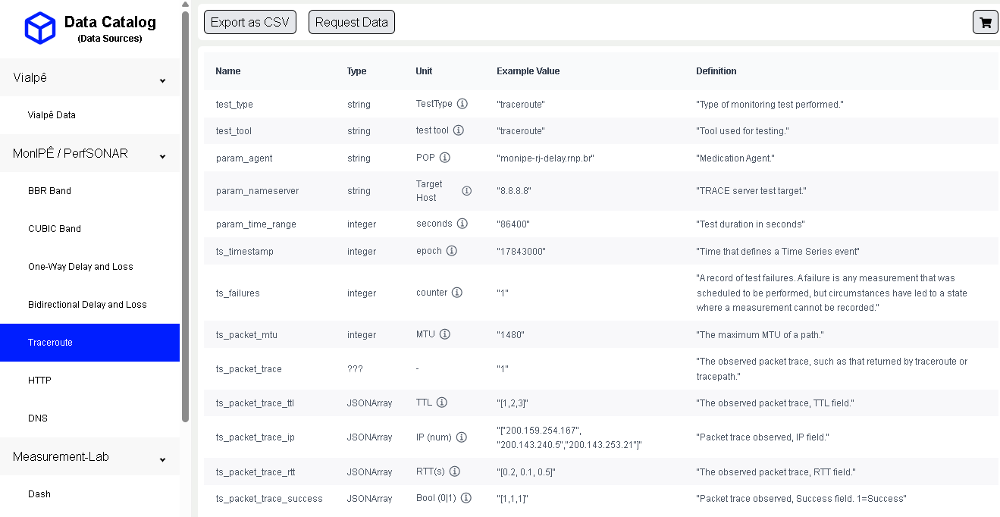 Data Catalog
(Data Sources)
Vialpê
Vialpê Data
MonIPÊ / PerfSONAR
BBR Band
CUBIC Band
One-Way Delay and Loss
Bidirectional Delay and Loss
Traceroute
HTTP
DNS
Measurement-Lab
Dash
Export as CSV Request Data
Name Type Unit Example Value Definition
test_type string TestType "traceroute" "Type of monitoring test performed."
test_tool string test tool "traceroute" "Tool used for testing."
param_agent string POP "monipe-rj-delay.rnp.br" "Medication Agent."
param_nameserver string Target Host "8.8.8.8" "TRACE server test target."
param_time_range integer seconds "86400" "Test duration in seconds"
ts_timestamp integer epoch "17843000" "Time that defines a Time Series event"
ts_failures integer counter "1" "A record of test failures. A failure is any measurement that was
scheduled to be performed, but circumstances have led to a state
where a measurement cannot be recorded."
ts_packet_mtu integer MTU "1480" "The maximum MTU of a path."
ts_packet_trace ??? - "1" "The observed packet trace, such as that returned by traceroute or
tracepath."
ts_packet_trace_ttl JSONArray TTL "[1,2,3]" "The observed packet trace, TTL field."
ts_packet_trace_ip JSONArray IP (num) "["200.159.254.167",
"200.143.240.5","200.143.253.21"]" "Packet trace observed, IP field."
ts_packet_trace_rtt JSONArray RTT(s) "[0.2, 0.1, 0.5]" "The observed packet trace, RTT field."
ts_packet_trace_success JSONArray Bool (0|1) "[1,1,1]" "Packet trace observed, Success field. 1=Success"